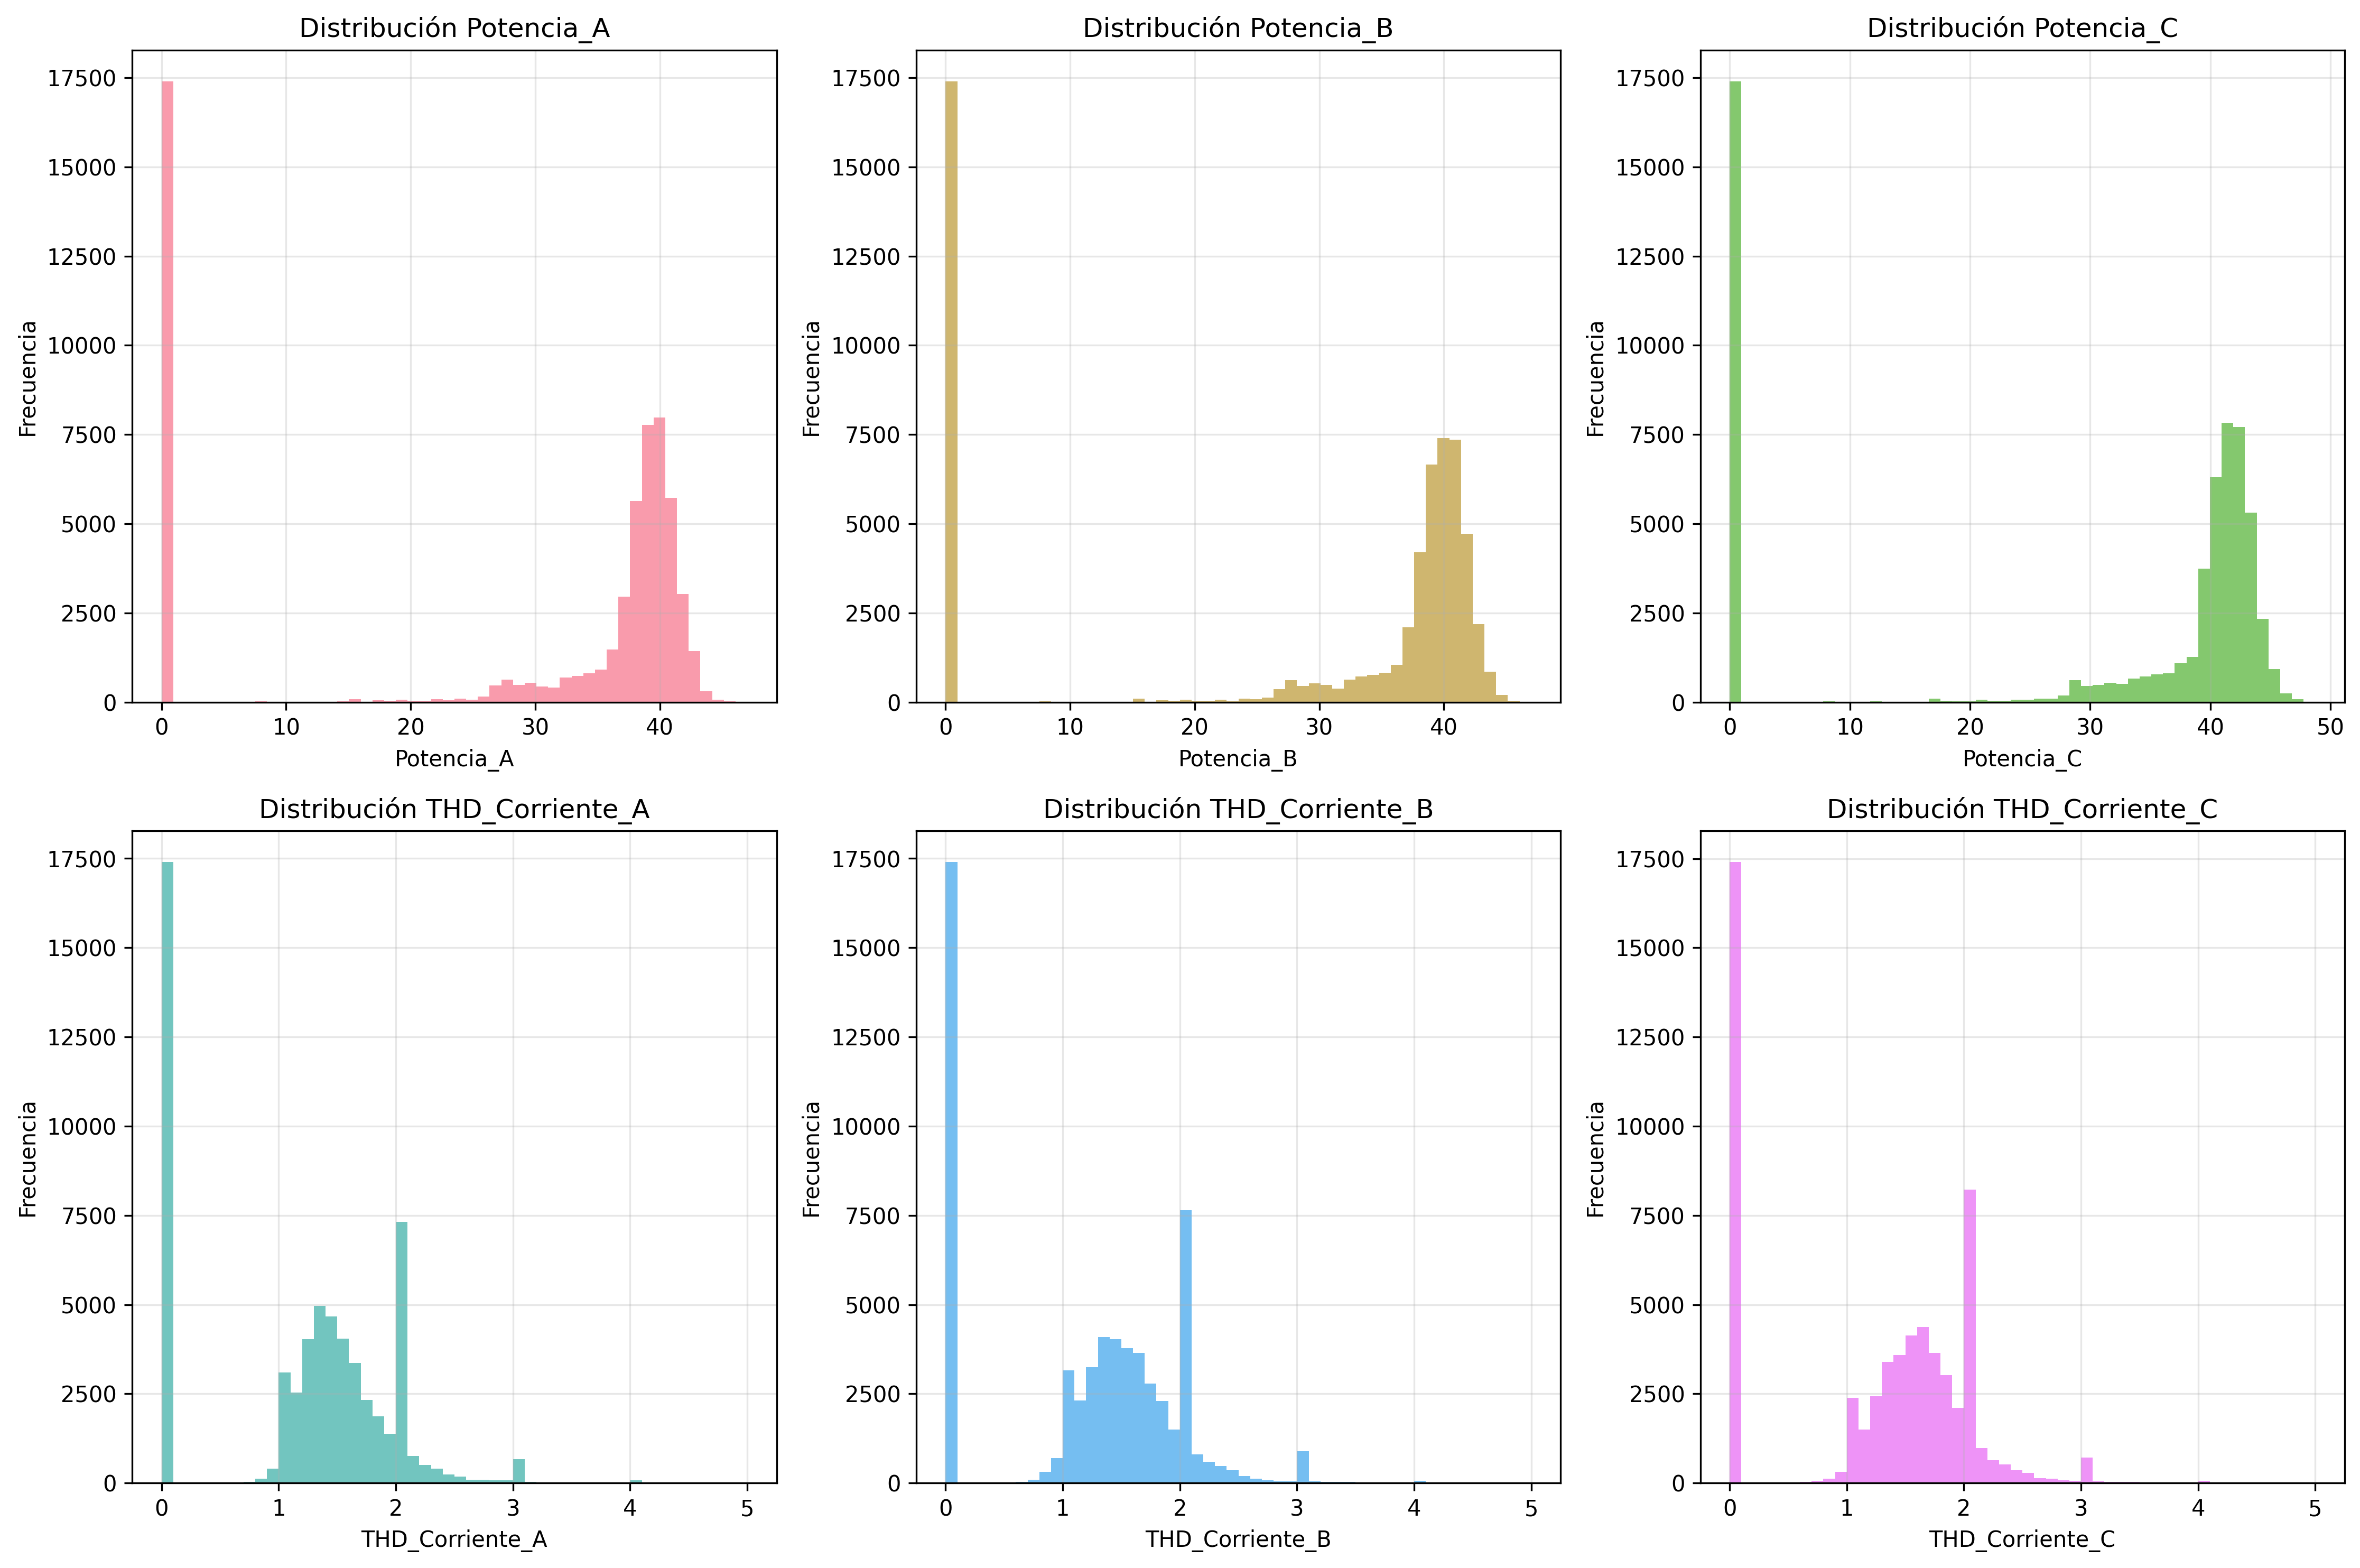 Distribución Potencia_A
Frecuencia
17500
15000
12500
10000
7500
5000
2500
0
0 10 20 30 40
Potencia_A
Distribución Potencia_B
Frecuencia
17500
15000
12500
10000
7500
5000
2500
0
0 10 20 30 40
Potencia_B
Distribución Potencia_C
Frecuencia
17500
15000
12500
10000
7500
5000
2500
0
0 10 20 30 40 50
Potencia_C
Distribución THD_Corriente_A
Frecuencia
17500
15000
12500
10000
7500
5000
2500
0
0 1 2 3 4 5
THD_Corriente_A
Distribución THD_Corriente_B
Frecuencia
17500
15000
12500
10000
7500
5000
2500
0
0 1 2 3 4 5
THD_Corriente_B
Distribución THD_Corriente_C
Frecuencia
17500
15000
12500
10000
7500
5000
2500
0
0 1 2 3 4 5
THD_Corriente_C